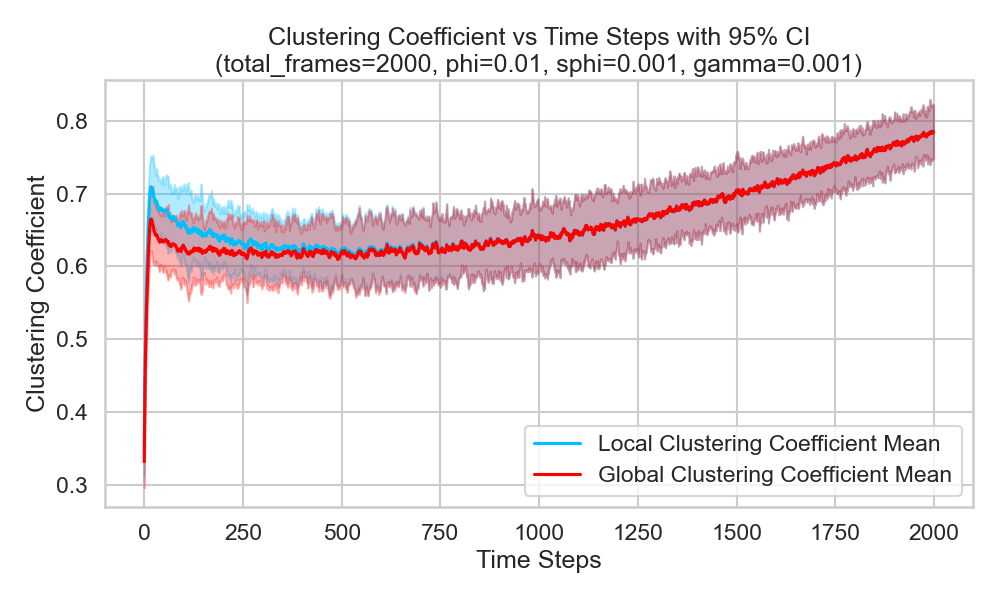 Clustering Coefficient vs Time Steps with 95% CI
(total_frames=2000, phi=0.01, sphi=0.001, gamma=0.001)
Clustering Coefficient
0.8
0.7
0.6
0.5
0.4
0.3
Local Clustering Coefficient Mean
Global Clustering Coefficient Mean
0 250 500 750 1000 1250 1500 1750 2000
Time Steps